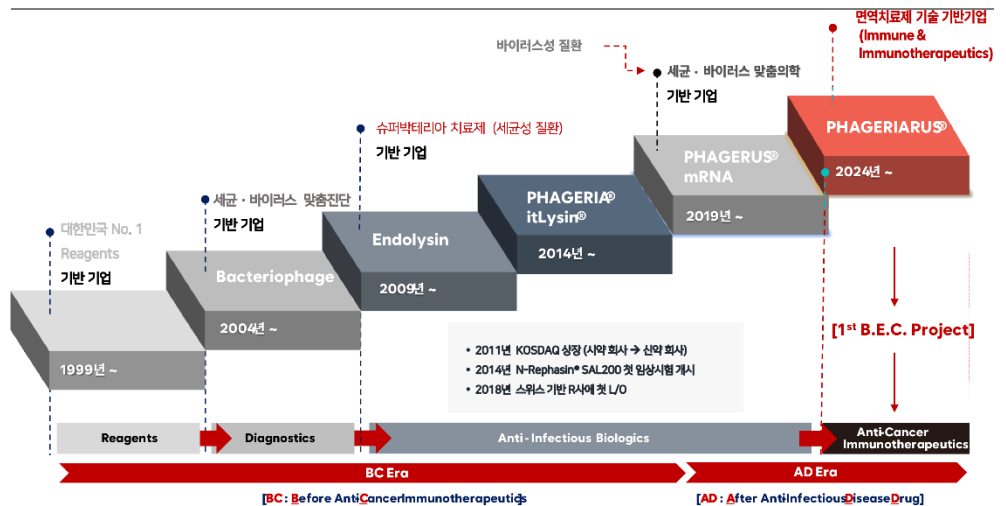 면역치료제 기술 기반기업
(Immune &
Immunotherapeutics)
바이러스성 질환
세균 · 바이러스 맞춤의학
기반 기업
PHAGERIARUS®
2024년 ~
슈퍼박테리아 치료제 (세균성 질환)
기반 기업
PHAGERUS®
mRNA
2019년 ~
세균 · 바이러스 맞춤진단
기반 기업
PHAGERIA®
itLysin®
2014년 ~
대한민국 No. 1
Reagents
기반 기업
Endolysin
2009년 ~
Bacteriophage
2004년 ~
1999년 ~
[1st B.E.C. Project]
• 2011년 KOSDAQ 상장 (시약 회사 → 신약 회사)
• 2014년 N-Rephasin® SAL200 첫 임상시험 개시
• 2018년 스위스 기반 R사에 첫 L/O
Reagents
Diagnostics
Anti-Infectious Biologics
Anti-Cancer
Immunotherapeutics
BC Era
AD Era
[BC : Before Anti-CancerImmunotherapeutics]
[AD : After Anti-InfectiousDiseaseDrug]